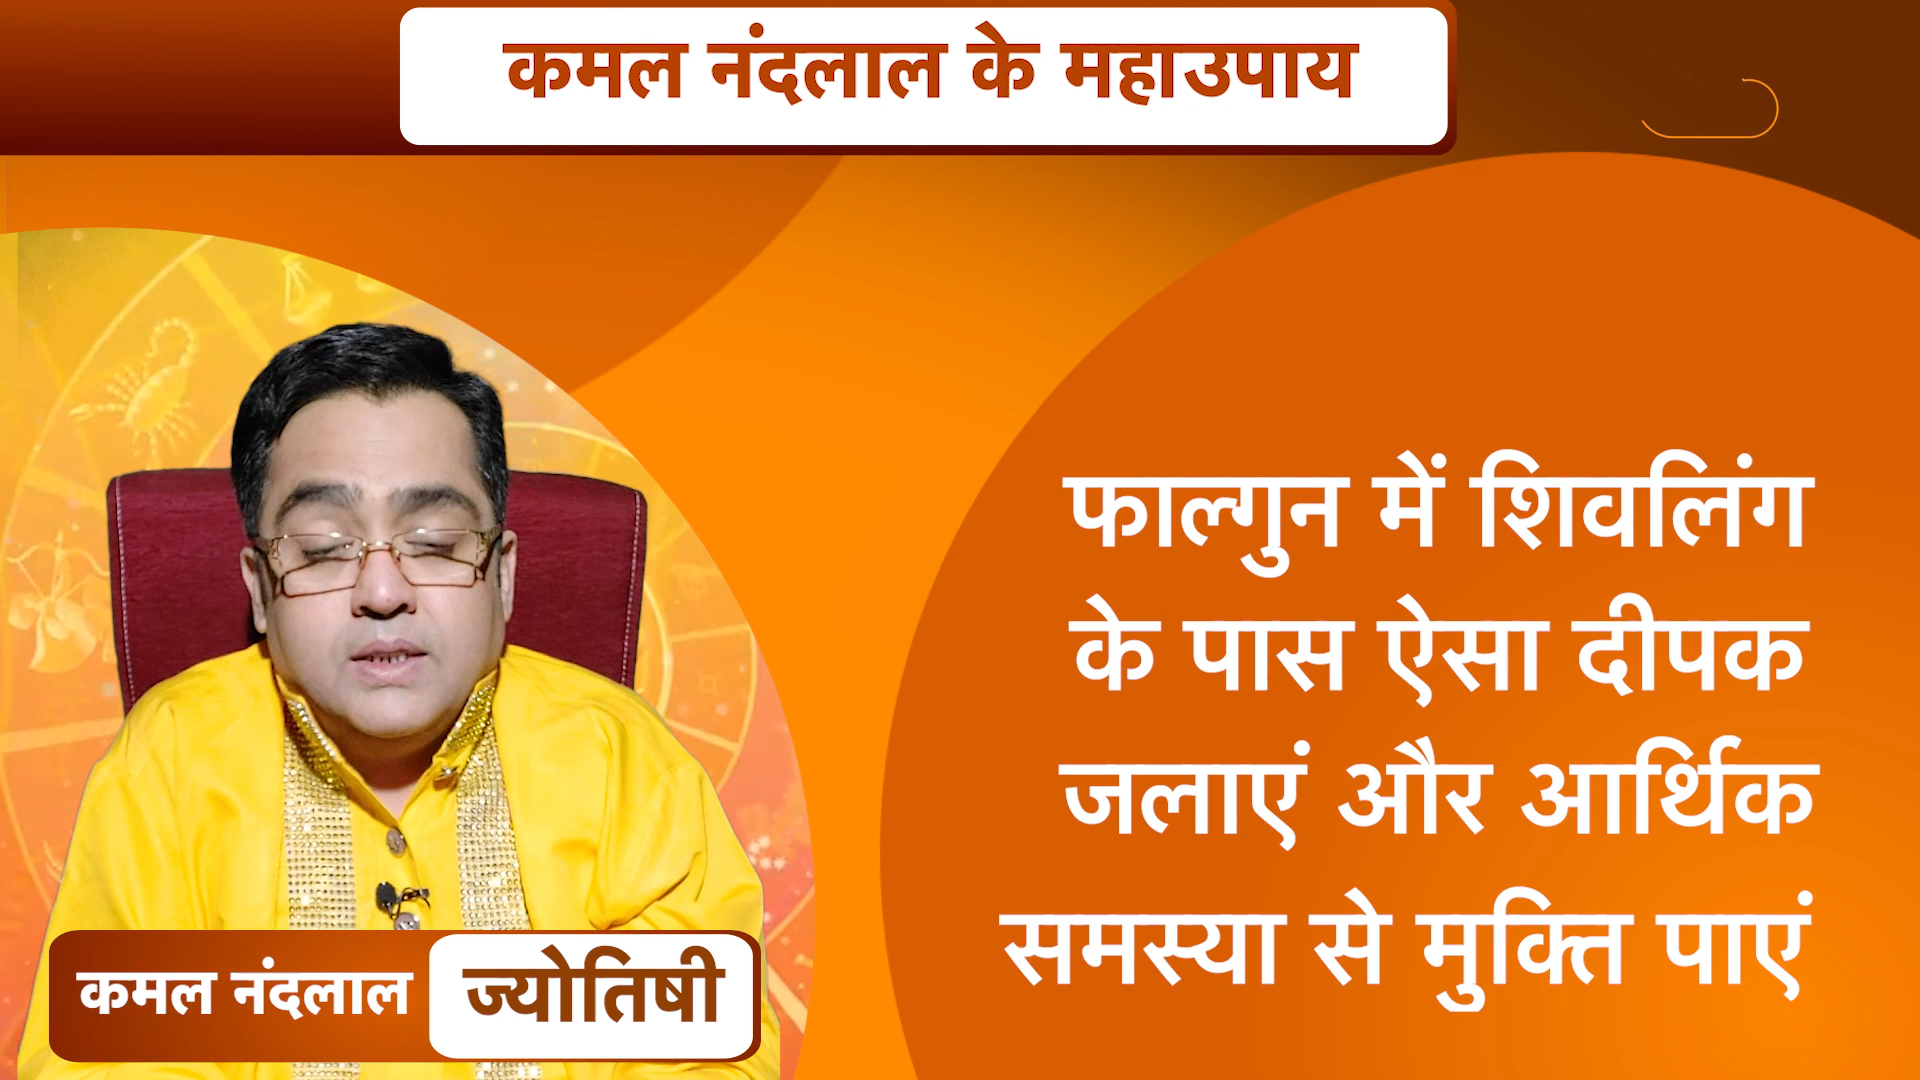 कमल नंदलाल के महाउपाय
फाल्गुन में शिवलिंग
के पास ऐसा दीपक
जलाएं और आर्थिक
समस्या से मुक्ति पाएं
कमल नंदलाल ज्योतिषी